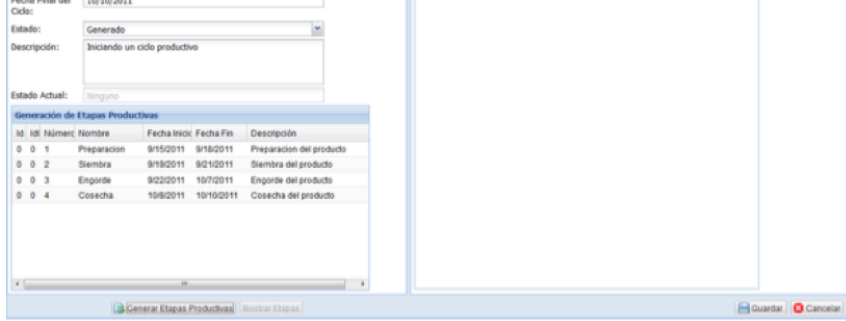 Fecha Final del 10/10/2011
Ciclo:
Estado: Generado
Descripción: Iniciando un ciclo productivo
Estado Actual: Ninguno
Generación de Etapas Productivas
Id Idl Númerc Nombre Fecha Inicic Fecha Fin Descripción
0 0 1 Preparacion 9/15/2011 9/18/2011 Preparacion del producto
0 0 2 Siembra 9/19/2011 9/21/2011 Siembra del producto
0 0 3 Engorde 9/22/2011 10/7/2011 Engorde del producto
0 0 4 Cosecha 10/8/2011 10/10/2011 Cosecha del producto
Generar Etapas Productivas Mostrar Etapas Guardar Cancelar